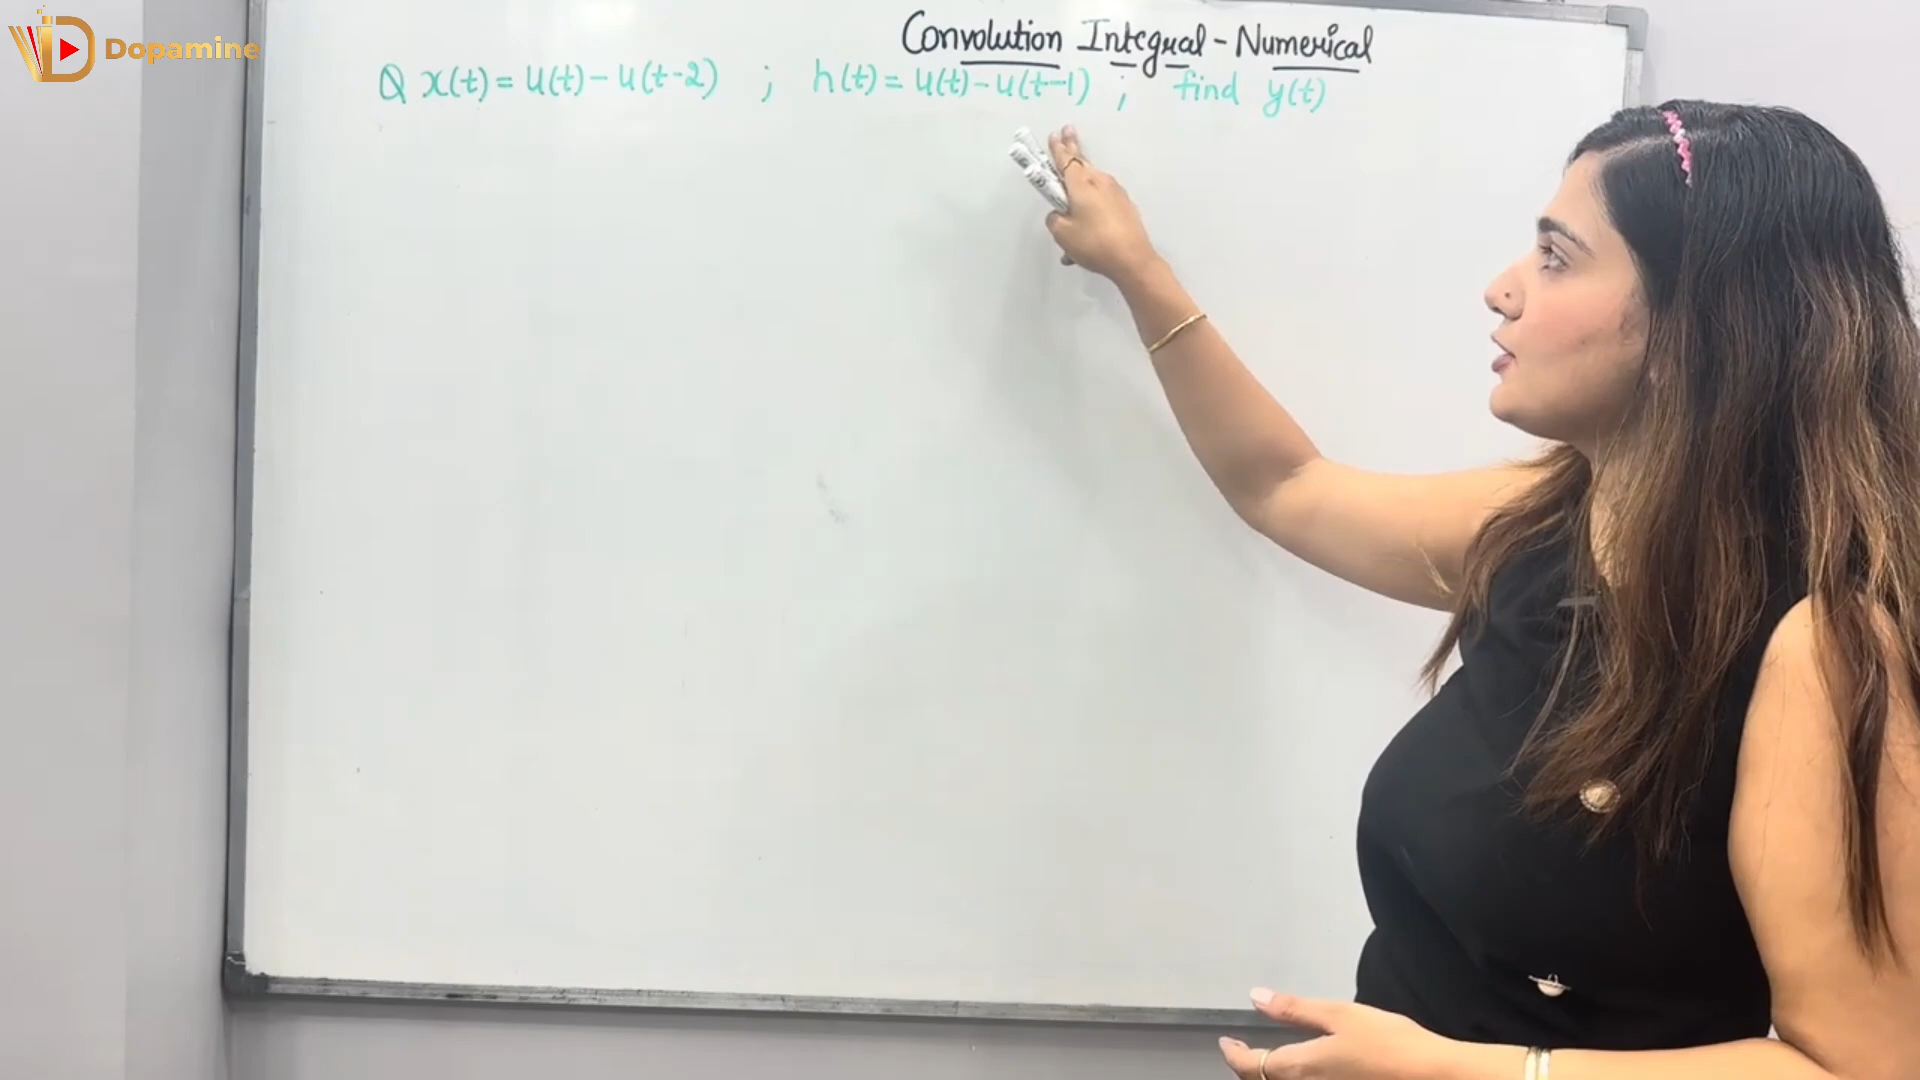 Dopamine
Convolution Integral - Numerical
Q x(t) = u(t) - u(t-2) ; h(t) = u(t) - u(t-1) ; find y(t)